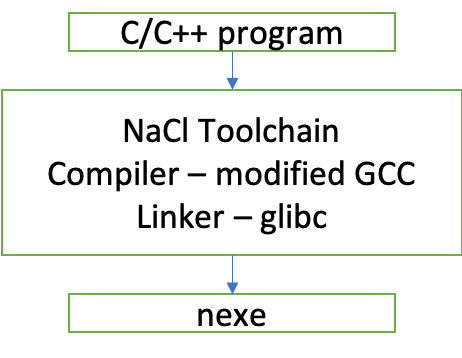 C/C++ program
NaCl Toolchain
Compiler – modified GCC
Linker – glibc
nexe